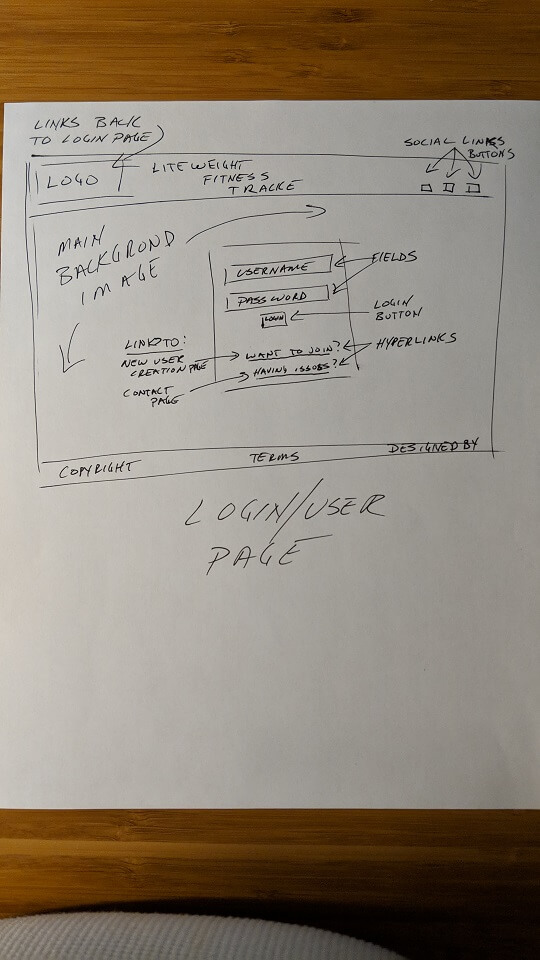 LINKS BACK
TO LOGIN PAGE
SOCIAL LINKS
BUTTONS
LOGO
LITEWEIGHT
FITNESS
TRACKE
MAIN
BACKGROND
IMAGE
USERNAME
FIELDS
PASSWORD
LOGIN
LOGIN
BUTTON
LINK TO:
NEW USER
CREATION PAGE
WANT TO JOIN?
HYPERLINKS
HAVING ISSUES?
CONTACT
PAGE
COPYRIGHT
TERMS
DESIGNED BY
LOGIN/USER
PAGE